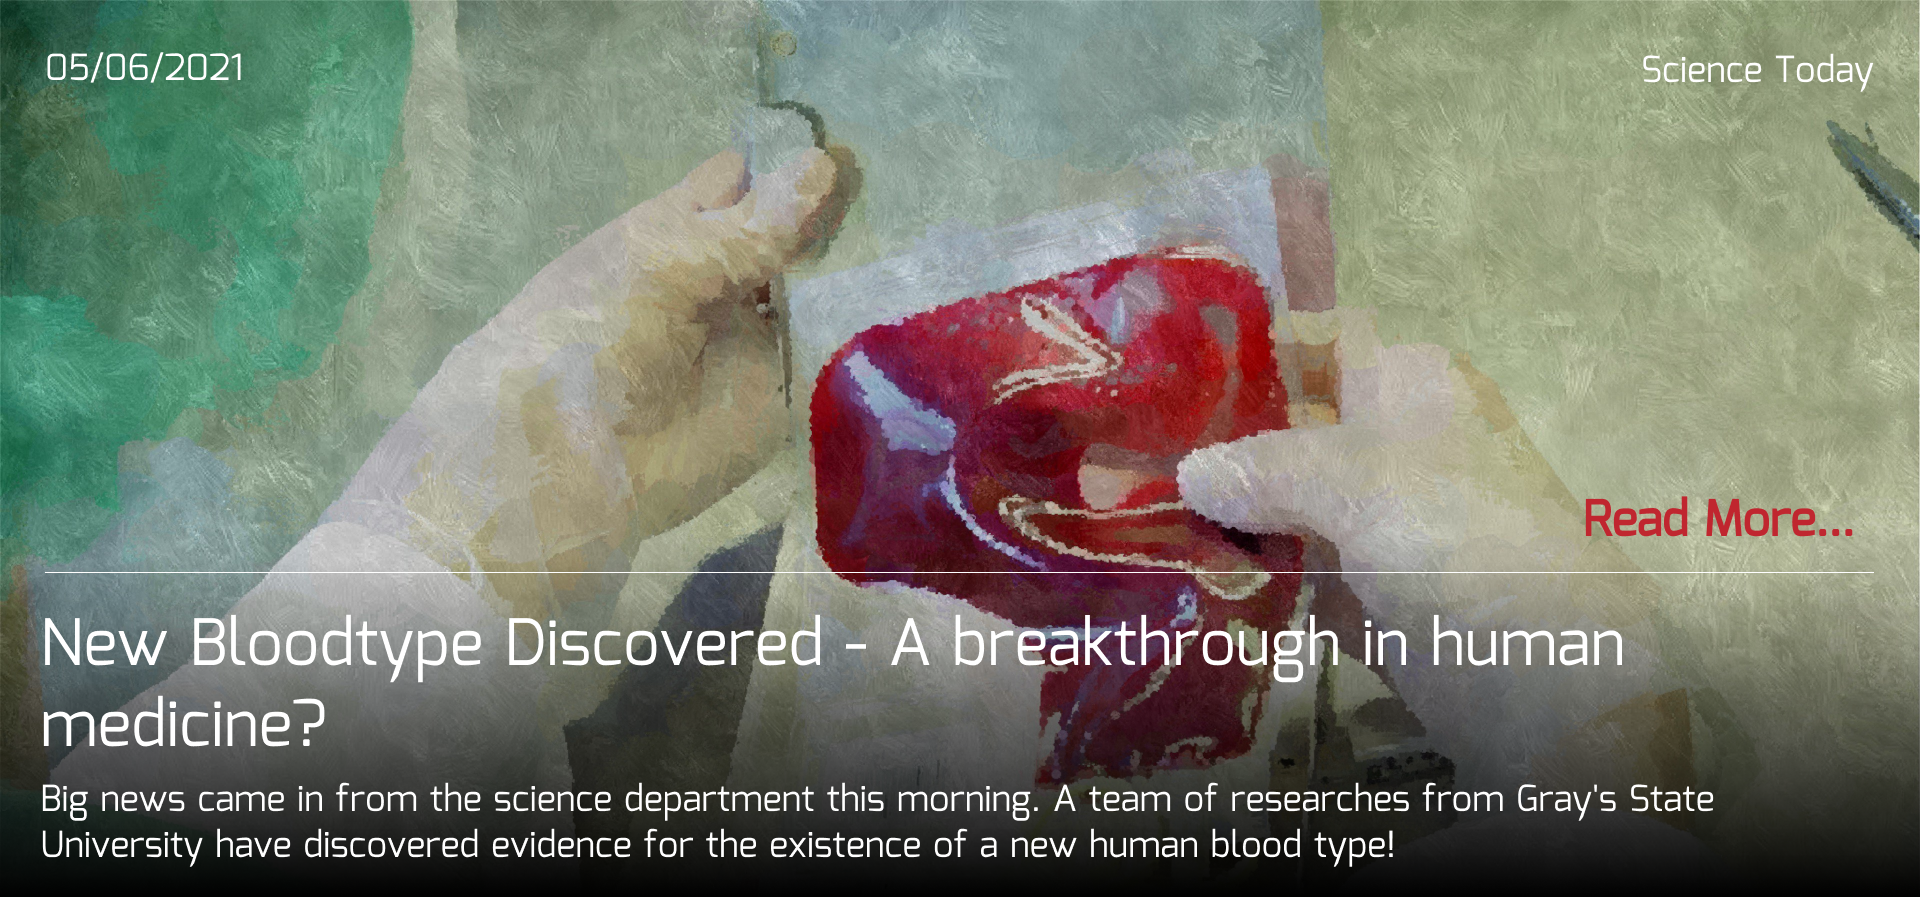 05/06/2021
Science Today
Read More...
New Bloodtype Discovered - A breakthrough in human
medicine?
Big news came in from the science department this morning. A team of researches from Gray's State
University have discovered evidence for the existence of a new human blood type!